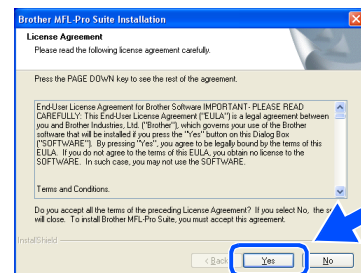 Brother MFL-Pro Suite Installation
License Agreement
Please read the following license agreement carefully.
Press the PAGE DOWN key to see the rest of the agreement.
End-User License Agreement for Brother Software IMPORTANT- PLEASE READ
CAREFULLY: This End-User License Agreement ("EULA") is a legal agreement between
you and Brother Industries, Ltd. ("Brother"), which governs your use of the Brother
software that will be installed if you press the "Yes" button on this Dialog Box
("SOFTWARE"). By pressing "Yes", you agree to be legally bound by the terms of this
EULA. If you do not agree to the terms of this EULA, you obtain no license to the
SOFTWARE. In such case, you may not use the SOFTWARE.
Terms and Conditions.
Do you accept all the terms of the preceding License Agreement? If you select No, the
will close. To install Brother MFL-Pro Suite, you must accept this agreement.
InstallShield
< Back
Yes
No